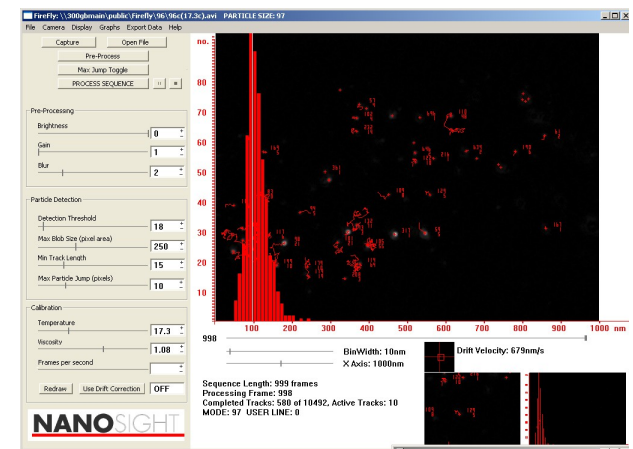 FireFly: \\300gbmain\public\Firefly\96\96c(17.3c).avi PARTICLE SIZE: 97
File Camera Display Graphs Export Data Help
Capture Open File
Pre-Process
Max Jump Toggle
PROCESS SEQUENCE
Pre-Processing
Brightness
0
Gain
1
Blur
2
Particle Detection
Detection Threshold
18
Max Blob Size (pixel area)
250
Min Track Length
15
Max Particle Jump (pixels)
10
Calibration
Temperature
17.3
Viscosity
1.08
Frames per second
Redraw Use Drift Correction OFF
NANOSIGHT
no.
80
70
60
50
40
30
20
10
100 200 300 400 500 600 700 800 900 1000 nm
998
BinWidth: 10nm
X Axis: 1000nm
Drift Velocity: 679nm/s
Sequence Length: 999 frames
Processing Frame: 998
Completed Tracks: 580 of 10492, Active Tracks: 10
MODE: 97 USER LINE: 0